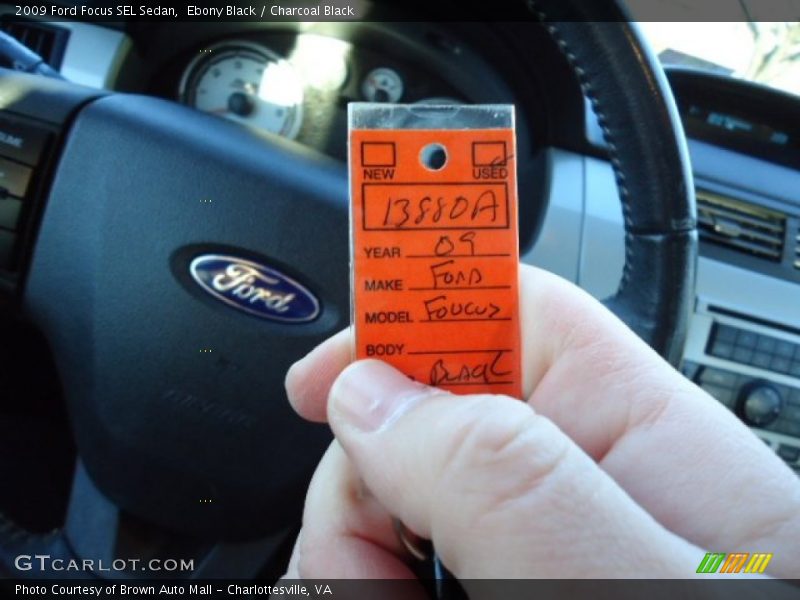 2009 Ford Focus SEL Sedan,  Ebony Black / Charcoal Black
NEW USED
13880A
YEAR 09
MAKE FORD
MODEL Foucus
BODY
BLACK
Ford
GTCARLOT.COM
Photo Courtesy of Brown Auto Mall - Charlottesville, VA